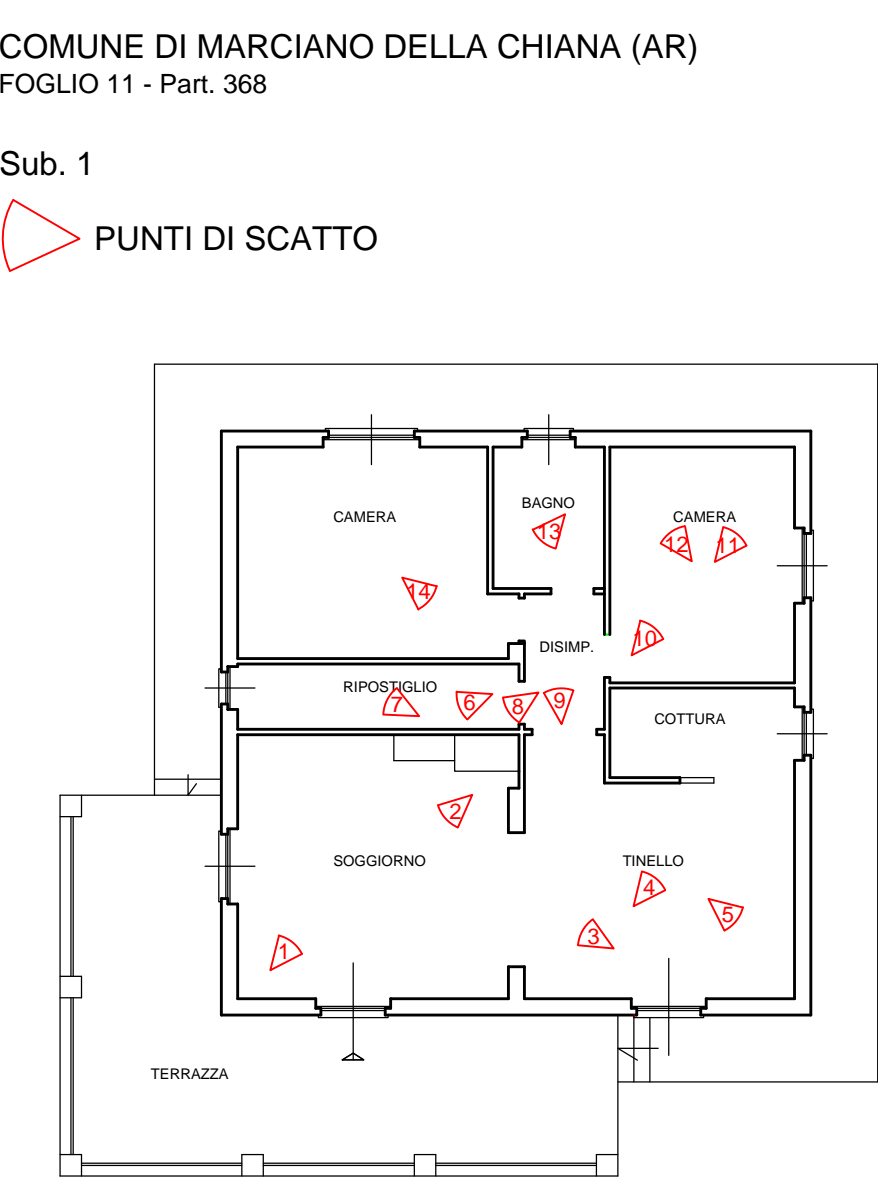 COMUNE DI MARCIANO DELLA CHIANA (AR)
FOGLIO 11 - Part. 368
Sub. 1
PUNTI DI SCATTO
BAGNO
CAMERA
CAMERA
13
12
11
14
10
DISIMP.
RIPOSTIGLIO
7
6
8
9
COTTURA
2
SOGGIORNO
TINELLO
4
5
3
1
TERRAZZA